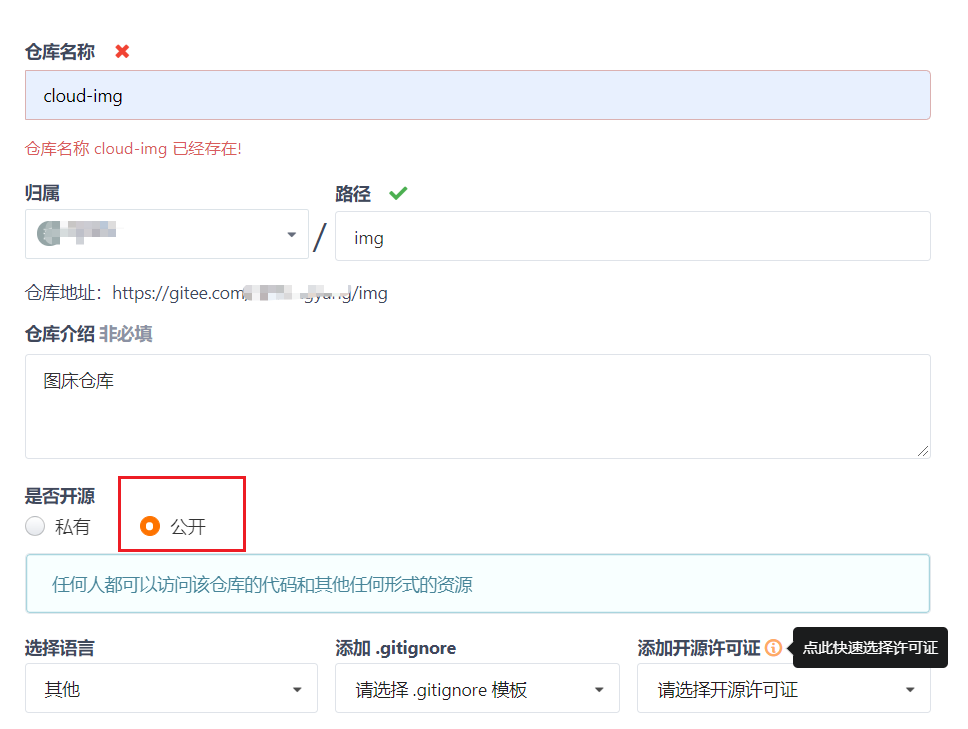 仓库名称
cloud-img
仓库名称 cloud-img 已经存在!
归属 路径
/ img
仓库地址：https://gitee.com/img
仓库介绍 非必填
图床仓库
是否开源
私有 公开
任何人都可以访问该仓库的代码和其他任何形式的资源
选择语言 添加 .gitignore 添加开源许可证 点此快速选择许可证
其他 请选择 .gitignore 模板 请选择开源许可证